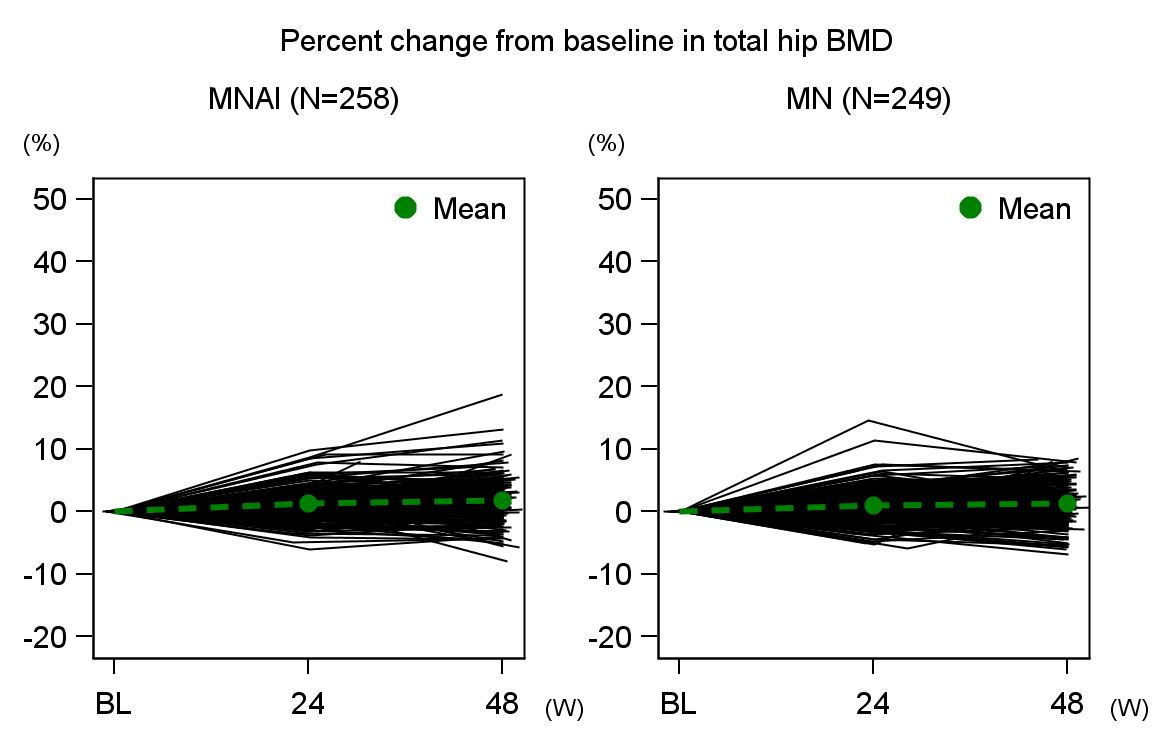 Percent change from baseline in total hip BMD
MNAI (N=258)
(%)
50
40
30
20
10
0
-10
-20
Mean
BL 24 48 (W)
MN (N=249)
(%)
50
40
30
20
10
0
-10
-20
Mean
BL 24 48 (W)